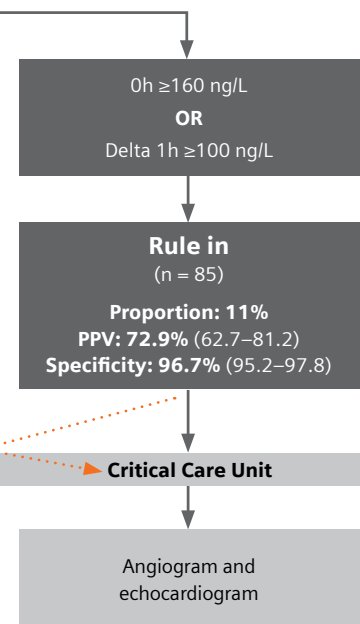 0h ≥160 ng/L
OR
Delta 1h ≥100 ng/L
Rule in
(n = 85)
Proportion: 11%
PPV: 72.9% (62.7–81.2)
Specificity: 96.7% (95.2–97.8)
Critical Care Unit
Angiogram and
echocardiogram